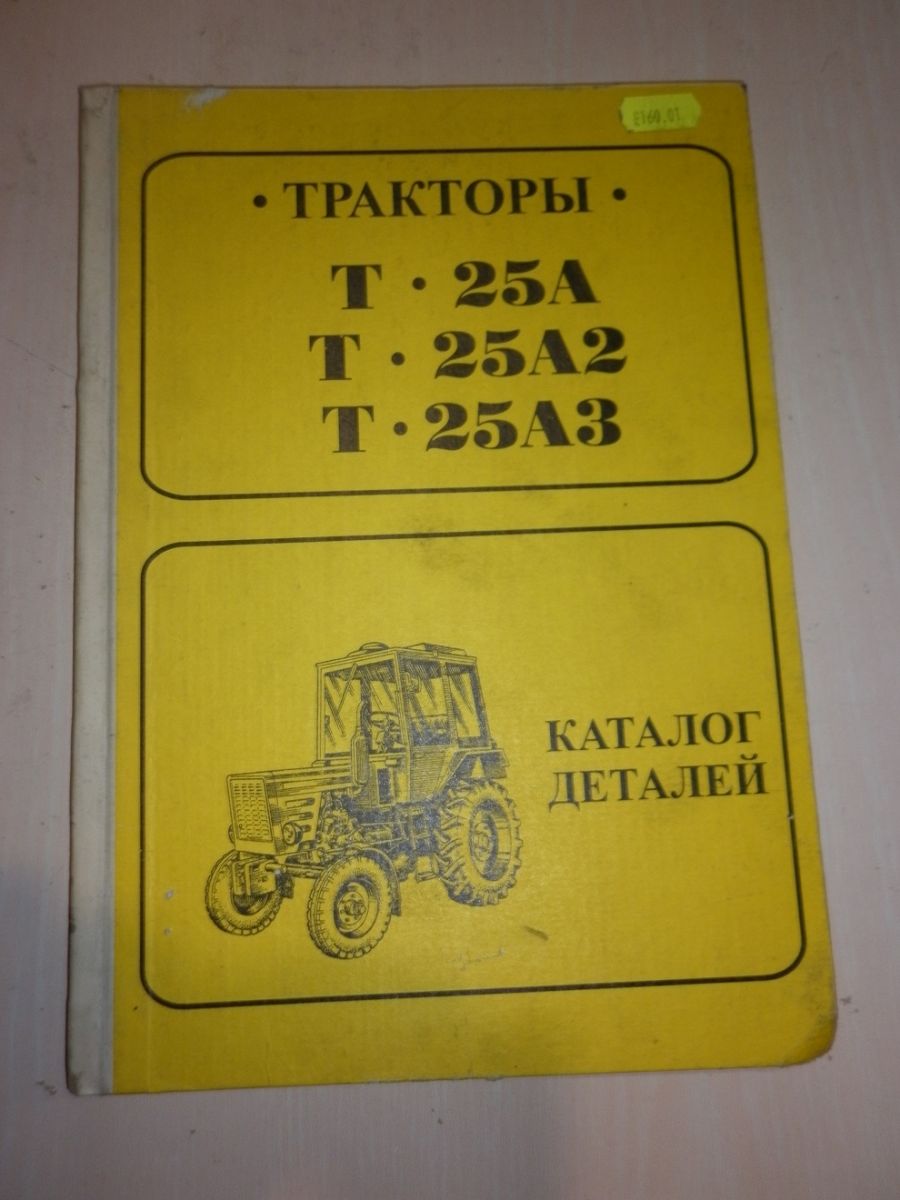 • ТРАКТОРЫ •
Т · 25А
Т · 25А2
Т · 25А3
КАТАЛОГ
ДЕТАЛЕЙ